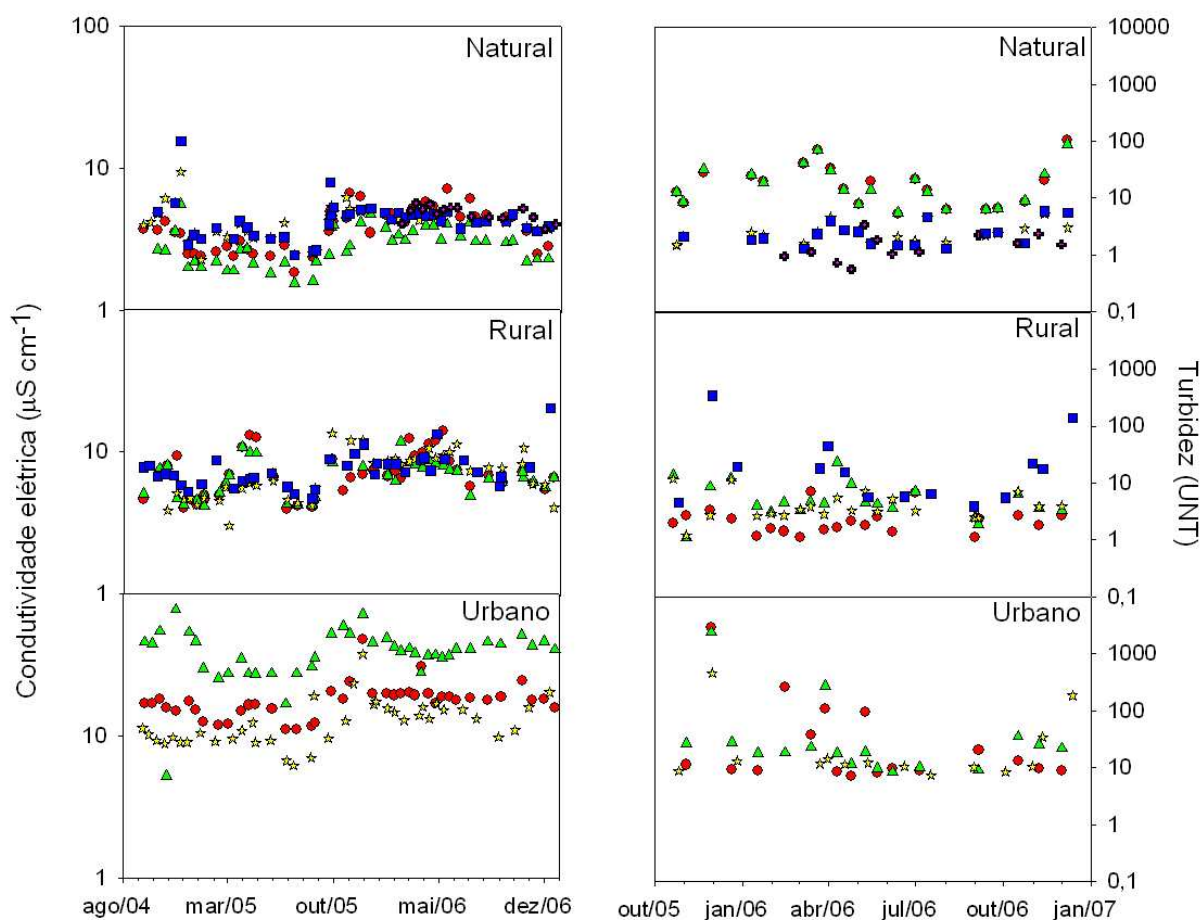 Condutividade elétrica (µS cm-1)
100
10
1
10
1
10
1
Natural
Rural
Urbano
ago/04
mar/05
out/05
mai/06
dez/06
Natural
Rural
Urbano
10000
1000
100
10
1
0,1
1000
100
10
1
0,1
1000
100
10
1
0,1
Turbidez (UNT)
out/05
jan/06
abr/06
jul/06
out/06
jan/07